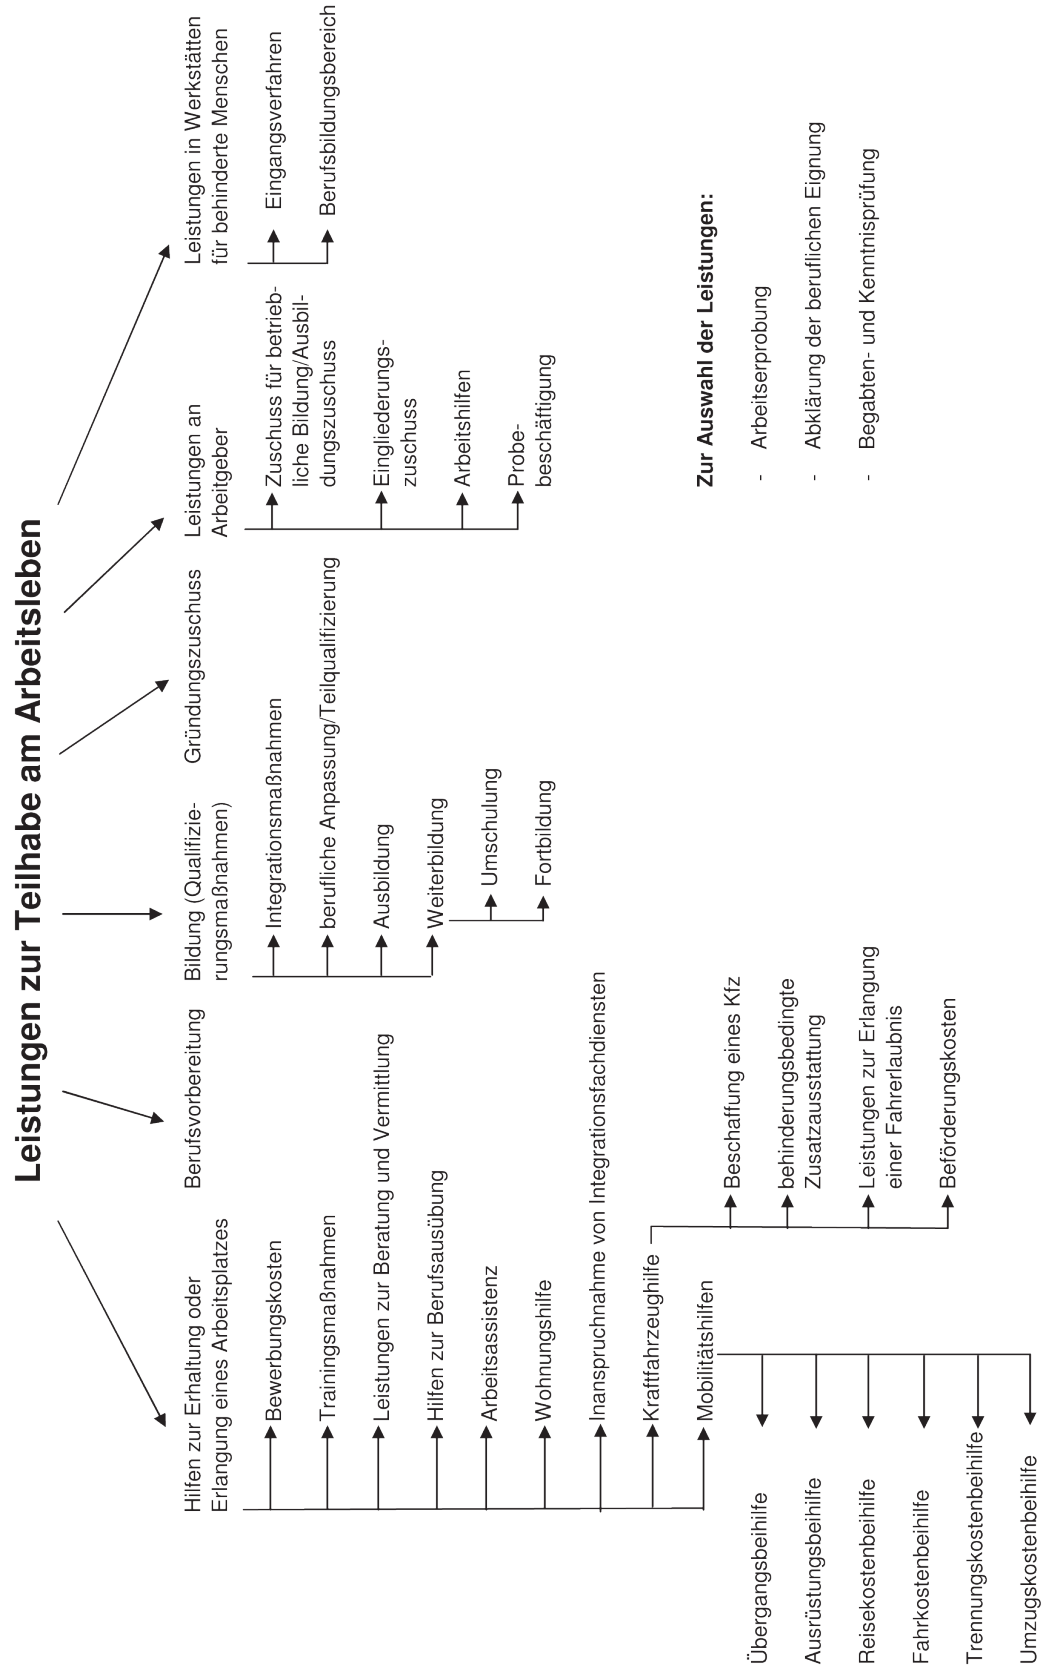 Leistungen zur Teilhabe am Arbeitsleben
Hilfen zur Erhaltung oder
Erlangung eines Arbeitsplatzes
Bewerbungskosten
Trainingsmaßnahmen
Leistungen zur Beratung und Vermittlung
Hilfen zur Berufsausübung
Arbeitsassistenz
Wohnungshilfe
Inanspruchnahme von Integrationsfachdiensten
Kraftfahrzeughilfe
Beschaffung eines Kfz
behinderungsbedingte
Zusatzausstattung
Leistungen zur Erlangung
einer Fahrerlaubnis
Beförderungskosten
Mobilitätshilfen
Übergangsbeihilfe
Ausrüstungsbeihilfe
Reisekostenbeihilfe
Fahrkostenbeihilfe
Trennungskostenbeihilfe
Umzugskostenbeihilfe
Berufsvorbereitung
Bildung (Qualifizie-
rungsmaßnahmen)
Integrationsmaßnahmen
berufliche Anpassung/Teilqualifizierung
Ausbildung
Weiterbildung
Umschulung
Fortbildung
Gründungszuschuss
Leistungen an
Arbeitgeber
Zuschuss für betrieb-
liche Bildung/Ausbil-
dungszuschuss
Eingliederungs-
zuschuss
Arbeitshilfen
Probe-
beschäftigung
Leistungen in Werkstätten
für behinderte Menschen
Eingangsverfahren
Berufsbildungsbereich
Zur Auswahl der Leistungen:
- Arbeitserprobung
- Abklärung der beruflichen Eignung
- Begabten- und Kenntnisprüfung